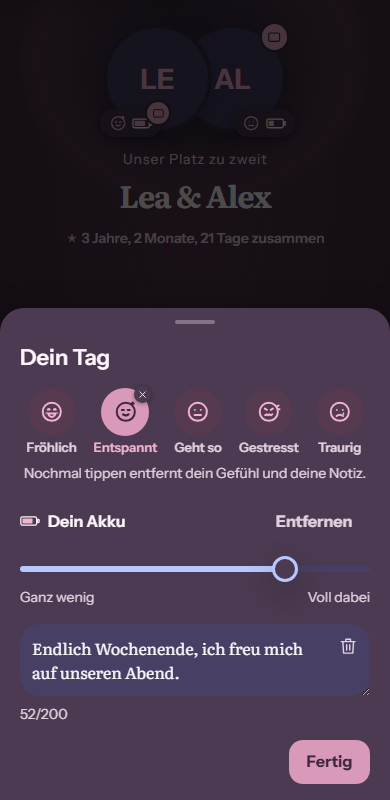 LE AL
Unser Platz zu zweit
Lea & Alex
★ 3 Jahre, 2 Monate, 21 Tage zusammen
Dein Tag
Fröhlich Entspannt Geht so Gestresst Traurig
Nochmal tippen entfernt dein Gefühl und deine Notiz.
Dein Akku Entfernen
Ganz wenig Voll dabei
Endlich Wochenende, ich freu mich
auf unseren Abend.
52/200
Fertig